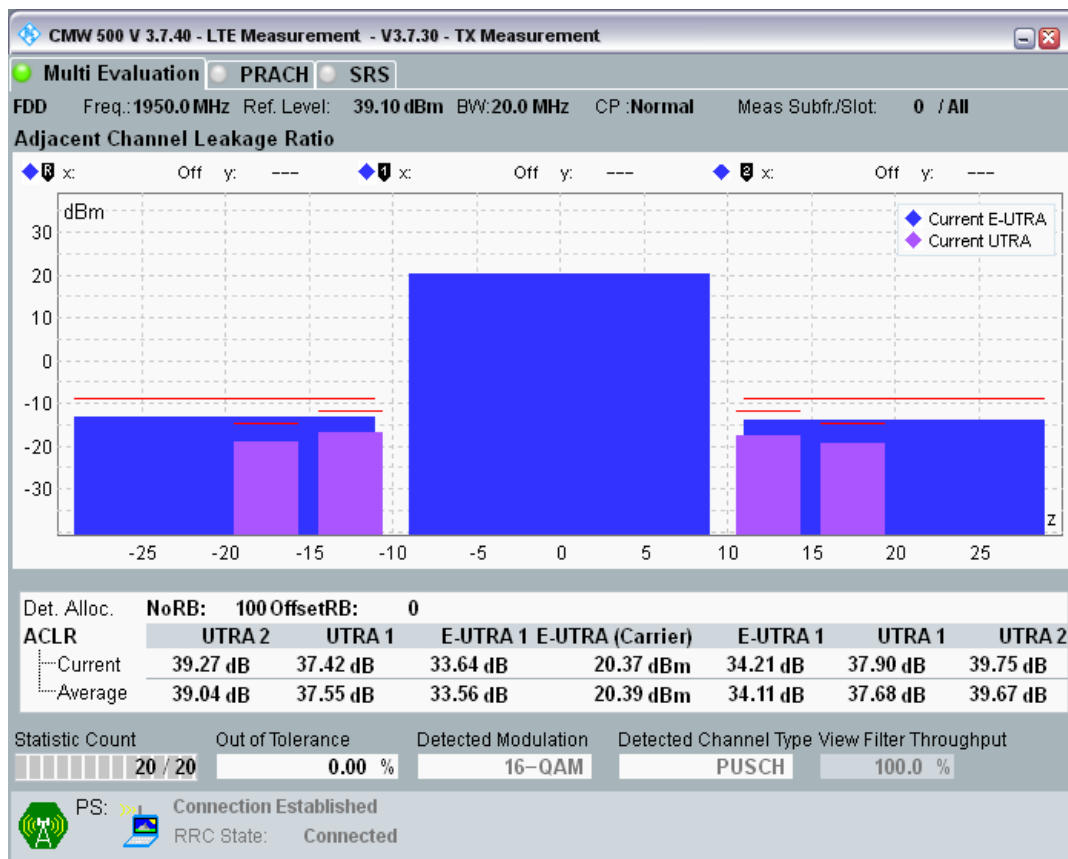 CMW 500 V 3.7.40 - LTE Measurement - V3.7.30 - TX Measurement
Multi Evaluation PRACH SRS
FDD Freq.:1950.0 MHz Ref. Level: 39.10 dBm BW:20.0 MHz CP :Normal Meas Subfr./Slot: 0 / All
Adjacent Channel Leakage Ratio
R x: Off y: --- 1 x: Off y: --- 2 x: Off y: ---
dBm
Current E-UTRA
Current UTRA
30
20
10
0
-10
-20
-30
z
-25 -20 -15 -10 -5 0 5 10 15 20 25
Det. Alloc. NoRB: 100 OffsetRB: 0
ACLR UTRA 2 UTRA 1 E-UTRA 1 E-UTRA (Carrier) E-UTRA 1 UTRA 1 UTRA 2
Current 39.27 dB 37.42 dB 33.64 dB 20.37 dBm 34.21 dB 37.90 dB 39.75 dB
Average 39.04 dB 37.55 dB 33.56 dB 20.39 dBm 34.11 dB 37.68 dB 39.67 dB
Statistic Count Out of Tolerance Detected Modulation Detected Channel Type View Filter Throughput
20 / 20 0.00 % 16-QAM PUSCH 100.0 %
PS: Connection Established
RRC State: Connected